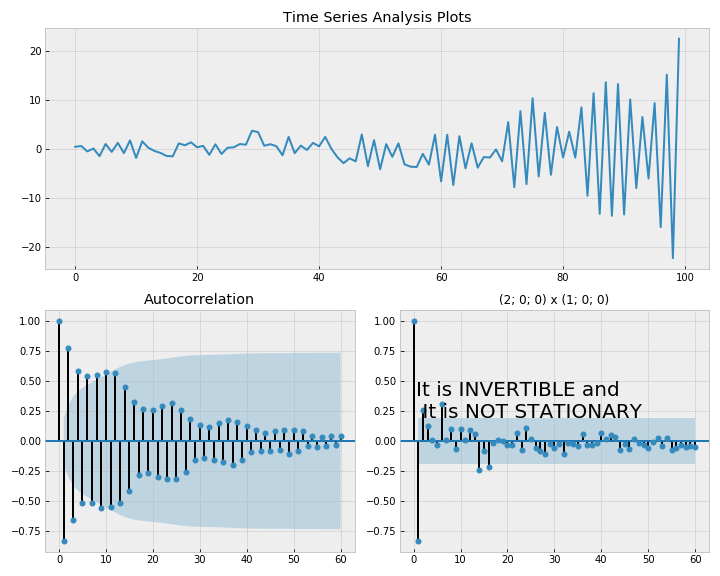 Time Series Analysis Plots
20
10
0
−10
−20
0 20 40 60 80 100
Autocorrelation
(2; 0; 0) x (1; 0; 0)
1.00
0.75
0.50
0.25
0.00
−0.25
−0.50
−0.75
0 10 20 30 40 50 60
1.00
0.75
0.50
0.25
0.00
−0.25
−0.50
−0.75
It is INVERTIBLE and
It is NOT STATIONARY
0 10 20 30 40 50 60